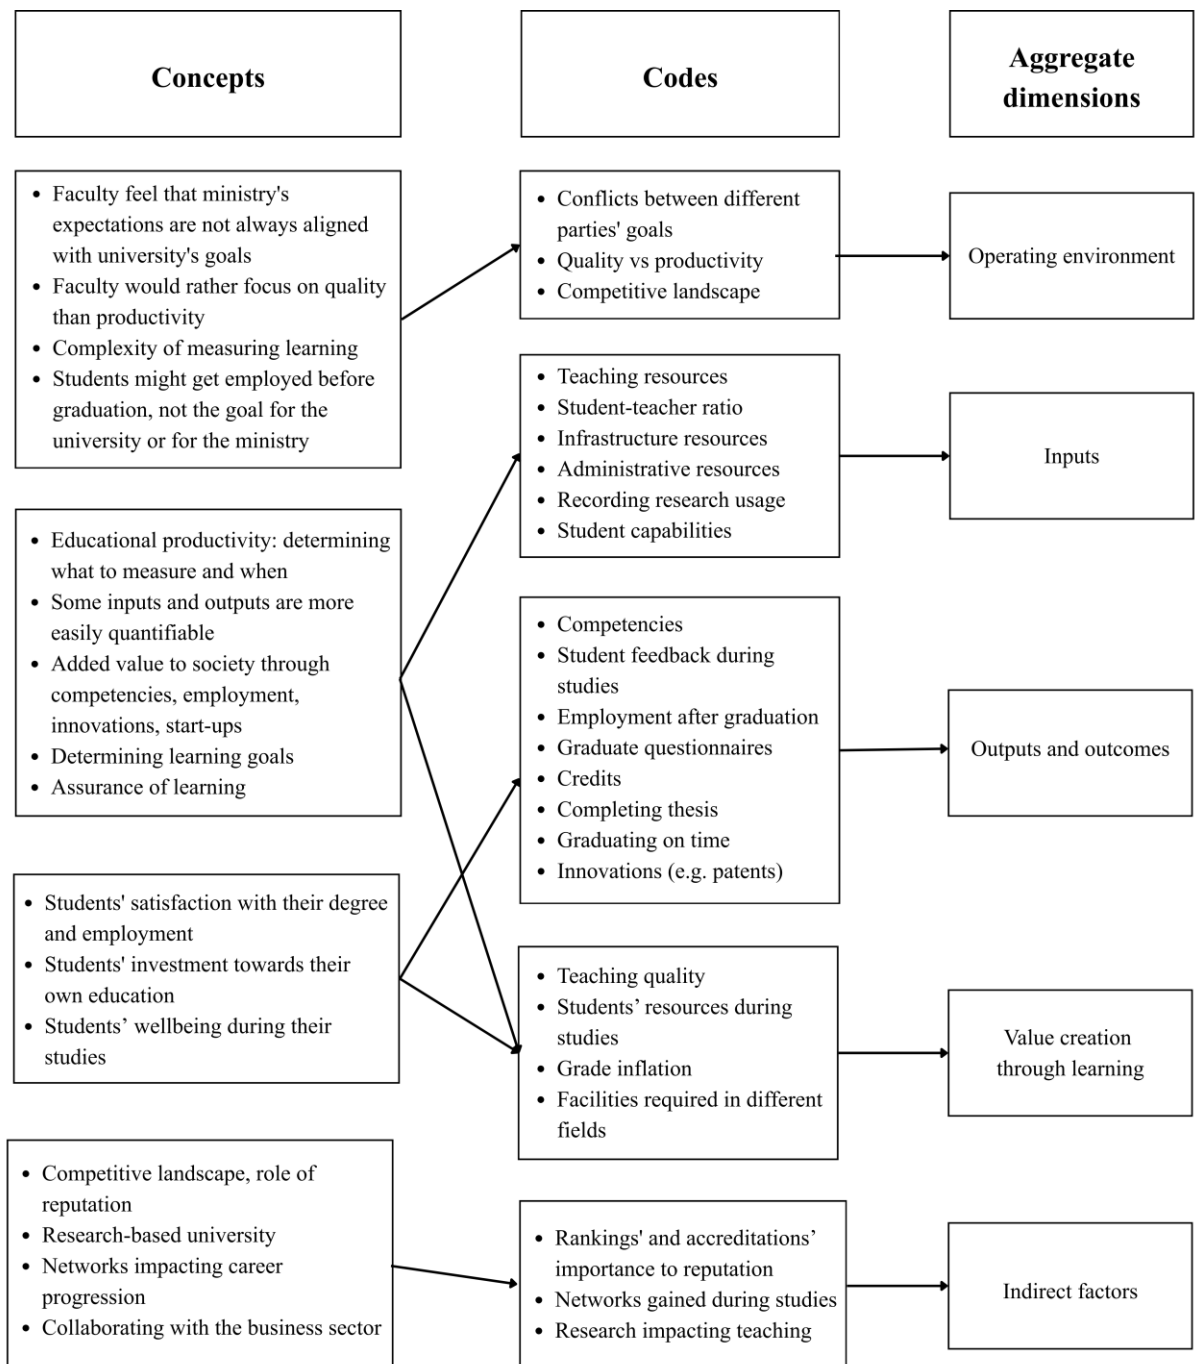 Concepts
Codes
Aggregate
dimensions
• Faculty feel that ministry's
expectations are not always aligned
with university's goals
• Faculty would rather focus on quality
than productivity
• Complexity of measuring learning
• Students might get employed before
graduation, not the goal for the
university or for the ministry
• Conflicts between different
parties' goals
• Quality vs productivity
• Competitive landscape
Operating environment
• Teaching resources
• Student-teacher ratio
• Infrastructure resources
• Administrative resources
• Recording research usage
• Student capabilities
Inputs
• Educational productivity: determining
what to measure and when
• Some inputs and outputs are more
easily quantifiable
• Added value to society through
competencies, employment,
innovations, start-ups
• Determining learning goals
• Assurance of learning
• Competencies
• Student feedback during
studies
• Employment after graduation
• Graduate questionnaires
• Credits
• Completing thesis
• Graduating on time
• Innovations (e.g. patents)
Outputs and outcomes
• Students' satisfaction with their degree
and employment
• Students' investment towards their
own education
• Students’ wellbeing during their
studies
• Teaching quality
• Students’ resources during
studies
• Grade inflation
• Facilities required in different
fields
Value creation
through learning
• Competitive landscape, role of
reputation
• Research-based university
• Networks impacting career
progression
• Collaborating with the business sector
• Rankings' and accreditations’
importance to reputation
• Networks gained during studies
• Research impacting teaching
Indirect factors